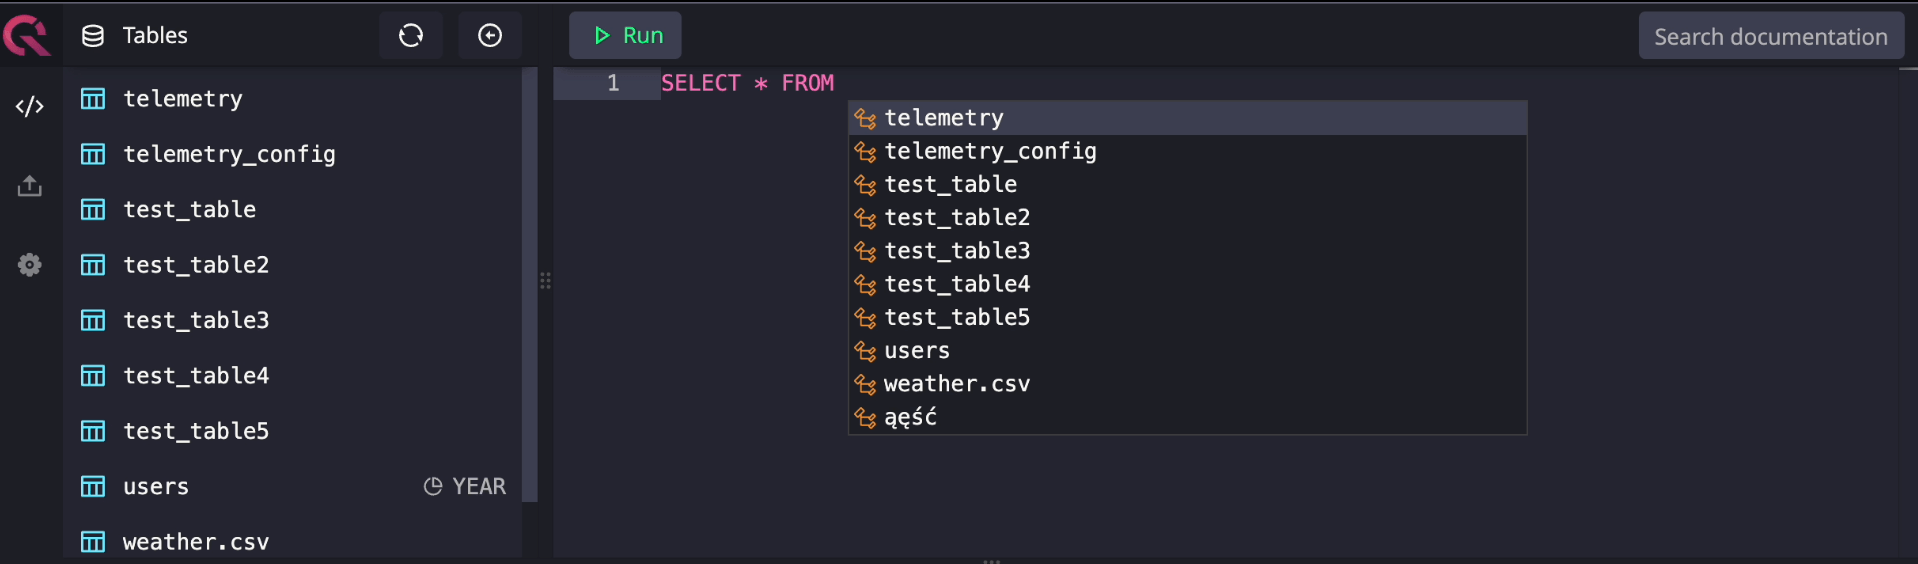 Tables
Run
Search documentation
telemetry
telemetry_config
test_table
test_table2
test_table3
test_table4
test_table5
users YEAR
weather.csv
1 SELECT * FROM
telemetry
telemetry_config
test_table
test_table2
test_table3
test_table4
test_table5
users
weather.csv
ąęść